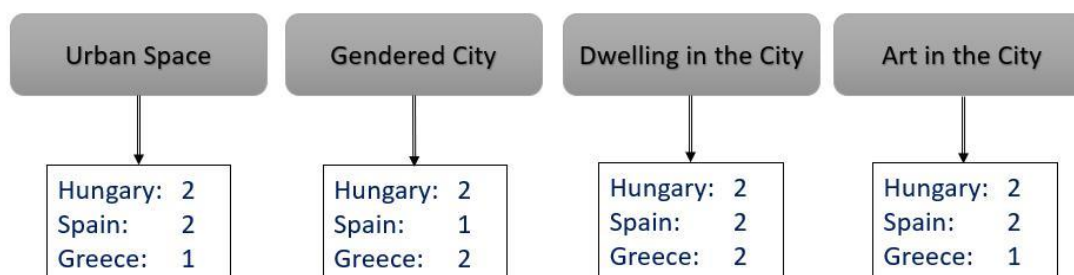 Urban Space
Gendered City
Dwelling in the City
Art in the City
Hungary: 2
Spain: 2
Greece: 1
Hungary: 2
Spain: 1
Greece: 2
Hungary: 2
Spain: 2
Greece: 2
Hungary: 2
Spain: 2
Greece: 1